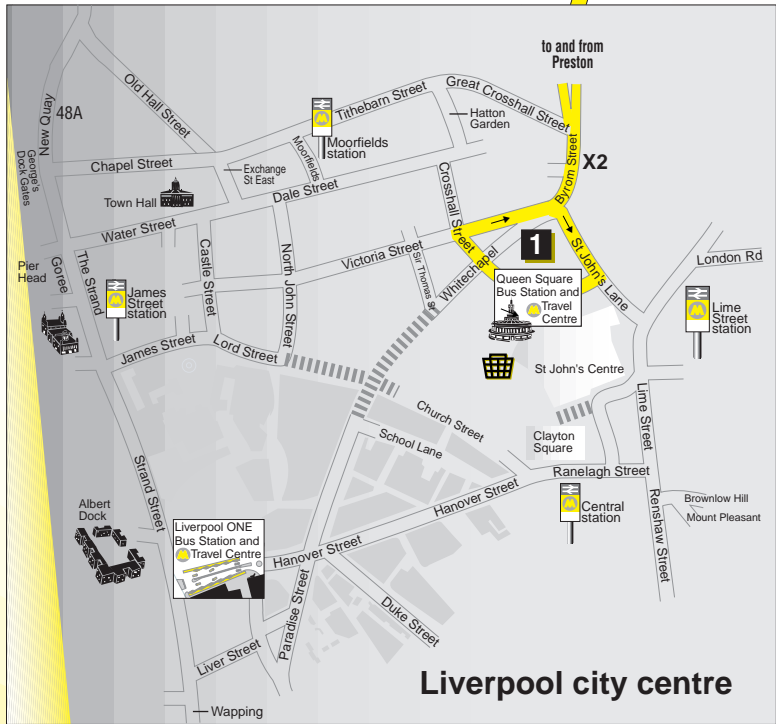 to and from
Preston
Old Hall Street
New Quay
48A
George's
Dock Gates
Tithebarn Street
Great Crosshall Street
Hatton
Garden
Moorfields
station
Moorfields
Chapel Street
Exchange
St East
Dale Street
Crosshall Street
Byrom Street
X2
Town Hall
Water Street
Castle Street
North John Street
Victoria Street
Sir Thomas St
Whitechapel
1
St John's Lane
London Rd
Pier
Head
Goree
The Strand
James
Street
station
Queen Square
Bus Station and
Travel
Centre
Lime
Street
station
James Street
Lord Street
St John's Centre
Church Street
School Lane
Clayton
Square
Lime Street
Ranelagh Street
Strand Street
Hanover Street
Central
station
Renshaw Street
Brownlow Hill
Mount Pleasant
Albert
Dock
Liverpool ONE
Bus Station and
Travel Centre
Hanover Street
Paradise Street
Duke Street
Liver Street
Wapping
Liverpool city centre